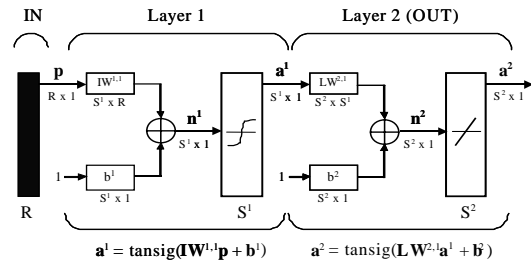 IN Layer 1 Layer 2 (OUT)
p IW¹,¹ a¹ LW²,¹ a²
R x 1 S¹ x R n¹ S¹ x 1 S² x S¹ n² S² x 1
S¹ x 1 S² x 1
1 b¹ 1 b²
S¹ x 1 S² x 1
R S¹ S²
a¹ = tansig(IW¹,¹p + b¹) a² = tansig(LW²,¹a¹ + b²)